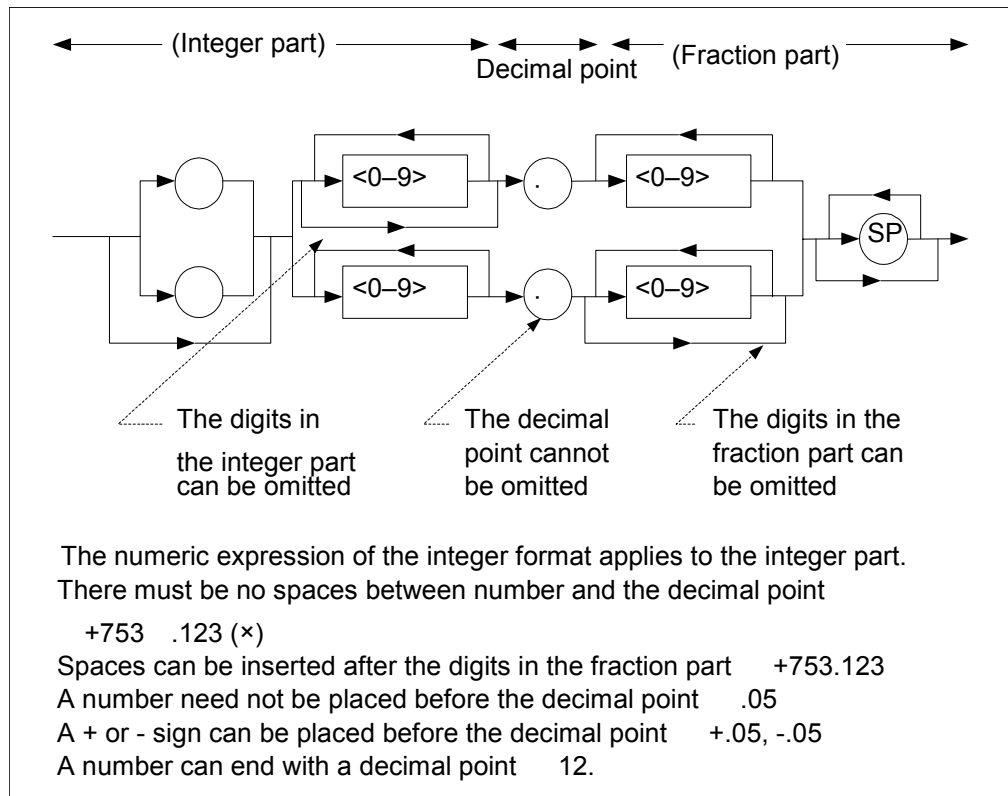 (Integer part)
Decimal point
(Fraction part)
<0–9>
.
<0–9>
SP
<0–9>
.
<0–9>
The digits in
the integer part
can be omitted
The decimal
point cannot
be omitted
The digits in the
fraction part can
be omitted
The numeric expression of the integer format applies to the integer part.
There must be no spaces between number and the decimal point
+753 .123 (×)
Spaces can be inserted after the digits in the fraction part +753.123
A number need not be placed before the decimal point .05
A + or - sign can be placed before the decimal point +.05, -.05
A number can end with a decimal point 12.